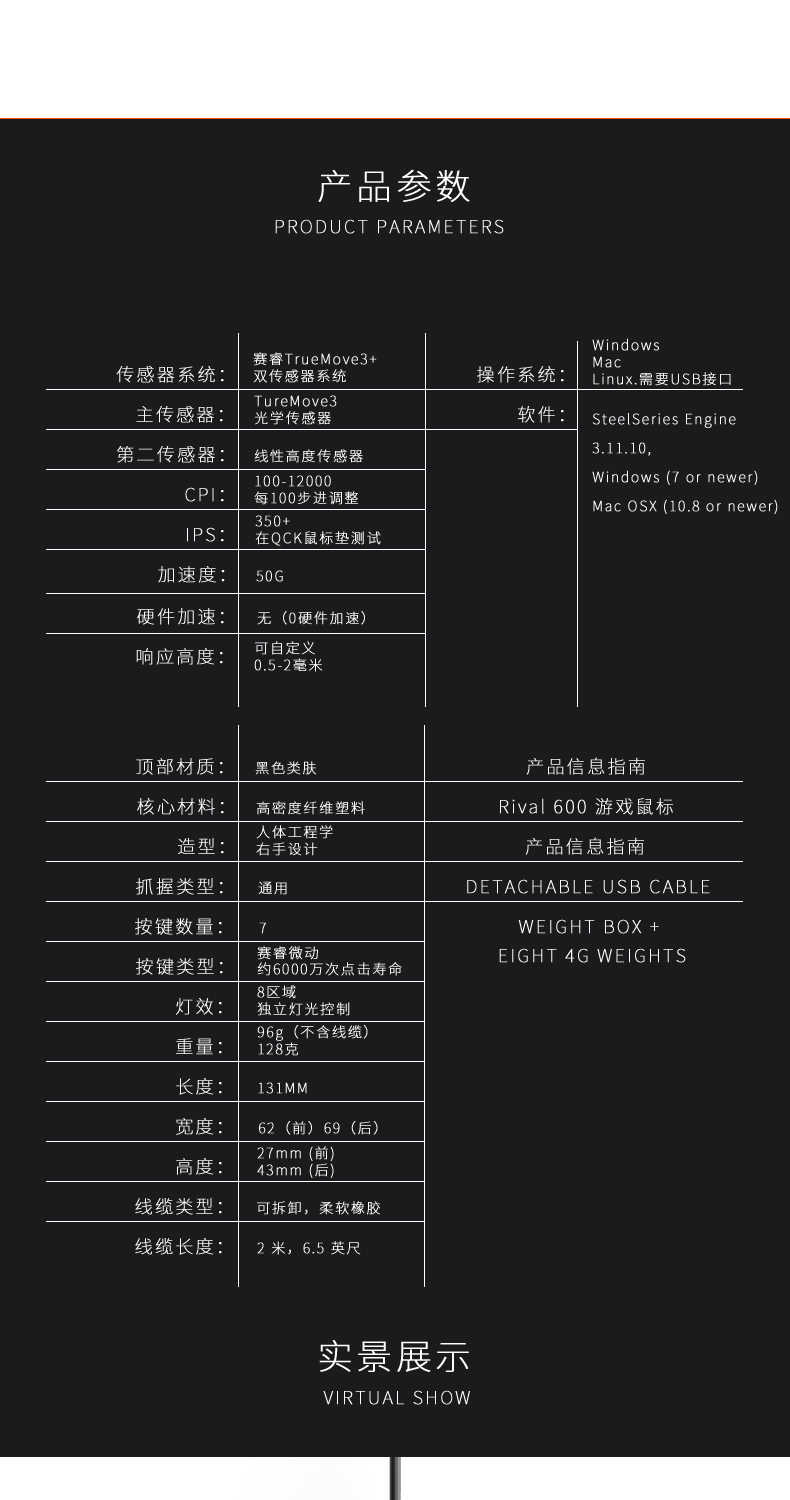 产品参数
PRODUCT PARAMETERS
传感器系统：
赛睿TrueMove3+
双传感器系统
主传感器：
TureMove3
光学传感器
第二传感器：
线性高度传感器
CPI：
100-12000
每100步进调整
IPS：
350+
在QCK鼠标垫测试
加速度：
50G
硬件加速：
无（0硬件加速）
响应高度：
可自定义
0.5-2毫米
操作系统：
Windows
Mac
Linux.需要USB接口
软件：
SteelSeries Engine
3.11.10,
Windows (7 or newer)
Mac OSX (10.8 or newer)
顶部材质：
黑色类肤
核心材料：
高密度纤维塑料
造型：
人体工程学
右手设计
抓握类型：
通用
按键数量：
7
按键类型：
赛睿微动
约6000万次点击寿命
灯效：
8区域
独立灯光控制
重量：
96g（不含线缆）
128克
长度：
131MM
宽度：
62（前）69（后）
高度：
27mm (前)
43mm (后)
线缆类型：
可拆卸，柔软橡胶
线缆长度：
2 米，6.5 英尺
产品信息指南
Rival 600 游戏鼠标
产品信息指南
DETACHABLE USB CABLE
WEIGHT BOX +
EIGHT 4G WEIGHTS
实景展示
VIRTUAL SHOW